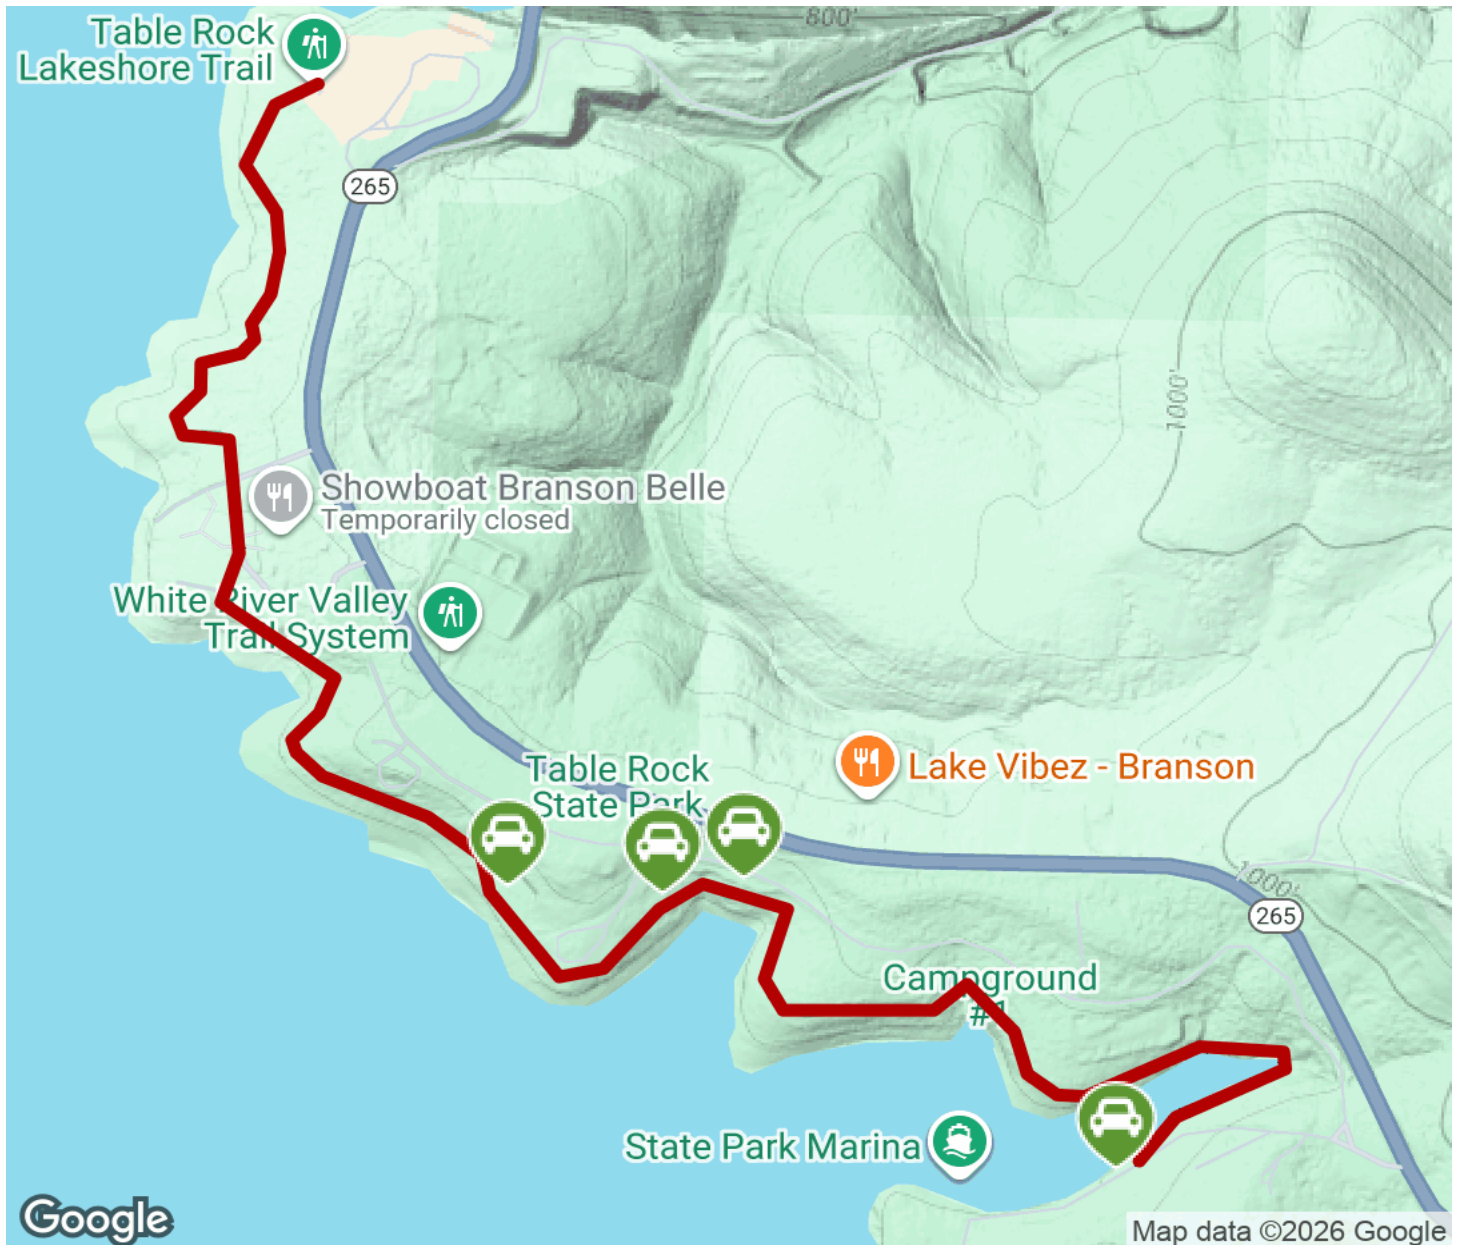 800'
Table Rock
Lakeshore Trail
265
1000'
Showboat Branson Belle
Temporarily closed
White River Valley
Trail System
Table Rock
State Park
Lake Vibez - Branson
1000'
265
Campground
#1
State Park Marina
Google
Map data ©2026 Google